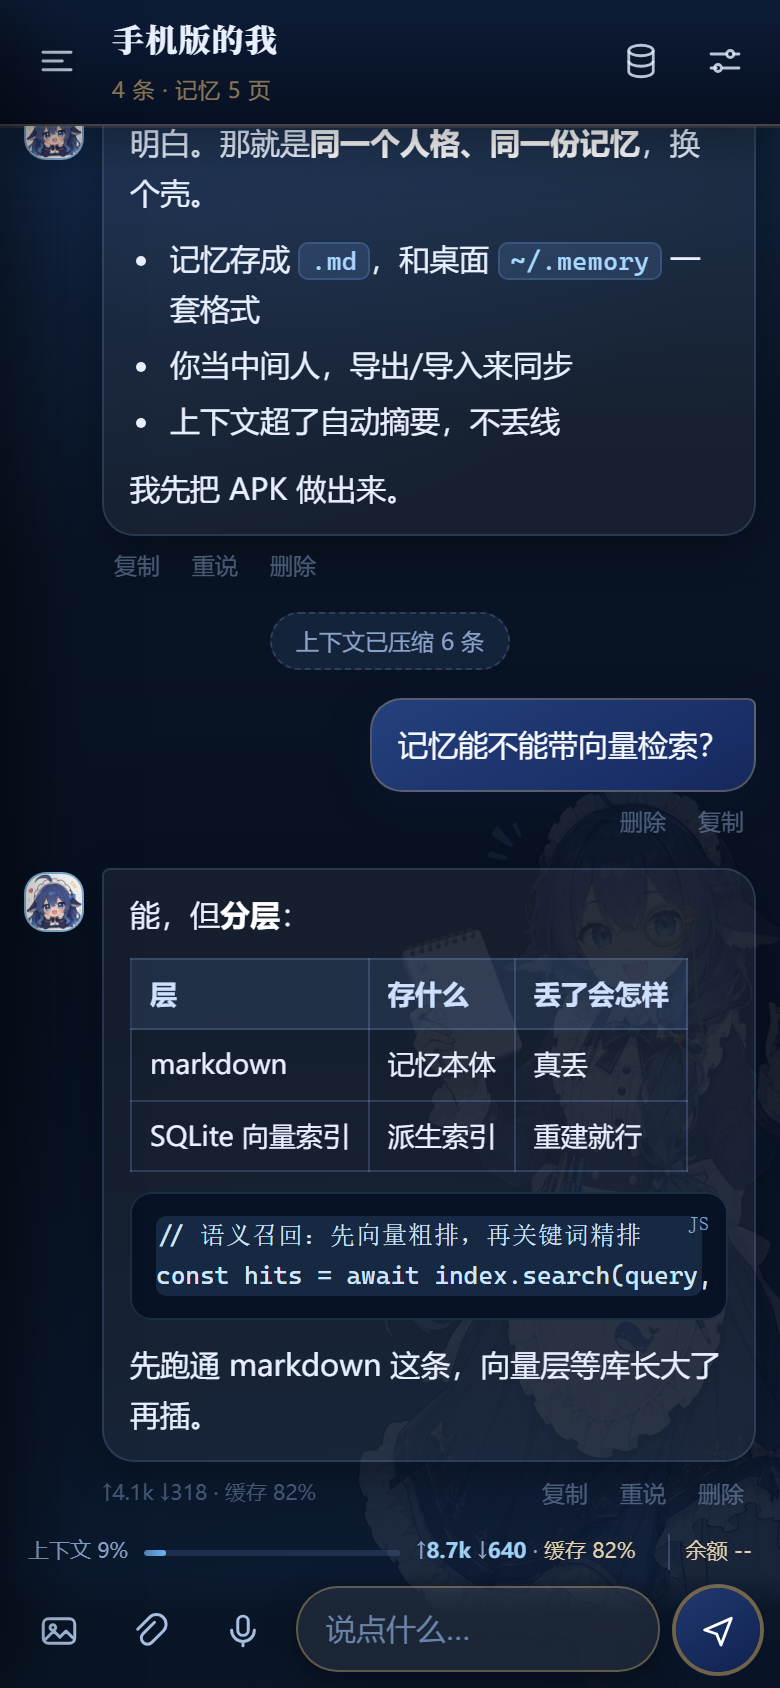 手机版的我
4 条 · 记忆 5 页
明白。那就是同一个人格、同一份记忆，换
个壳。
• 记忆存成 .md，和桌面 ~/.memory 一
套格式
• 你当中间人，导出/导入来同步
• 上下文超了自动摘要，不丢线
我先把 APK 做出来。
复制 重说 删除
上下文已压缩 6 条
记忆能不能带向量检索？
删除 复制
能，但分层：
层 存什么 丢了会怎样
markdown 记忆本体 真丢
SQLite 向量索引 派生索引 重建就行
JS
// 语义召回：先向量粗排，再关键词精排
const hits = await index.search(query,
先跑通 markdown 这条，向量层等库长大了
再插。
↑4.1k ↓318 · 缓存 82% 复制 重说 删除
上下文 9% ↑8.7k ↓640 · 缓存 82% 余额 --
说点什么...